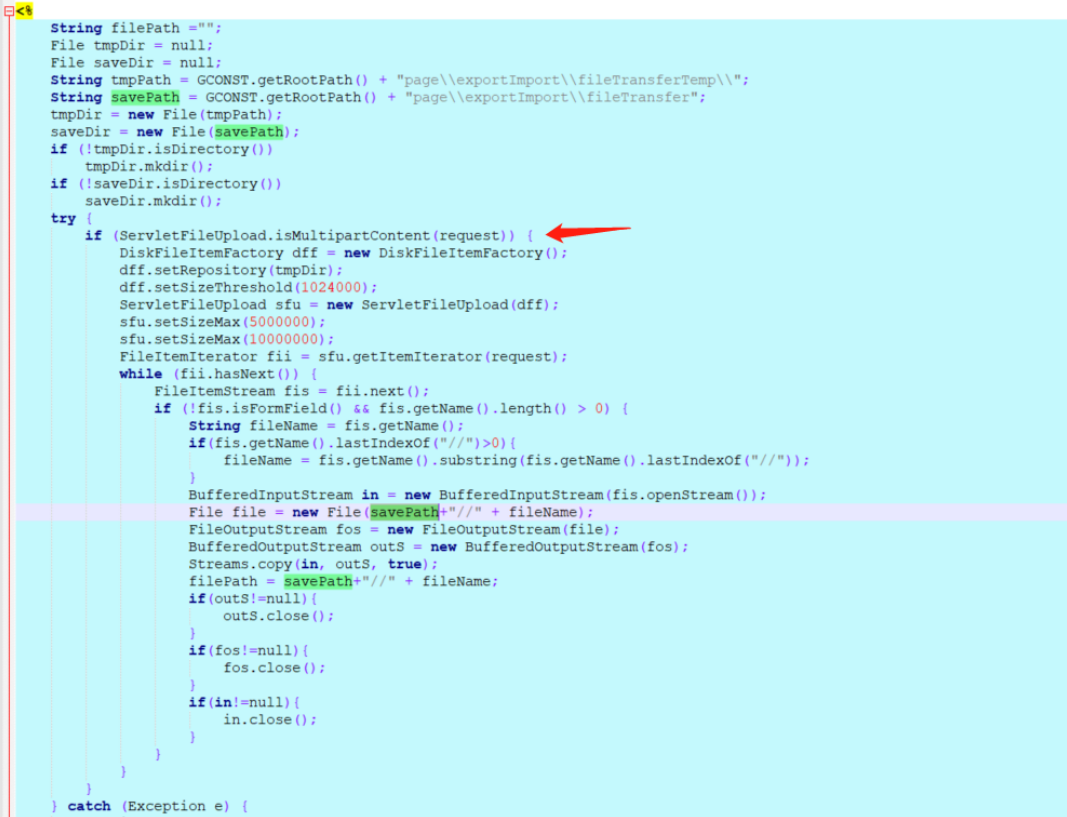 <%
String filePath ="";
File tmpDir = null;
File saveDir = null;
String tmpPath = GCONST.getRootPath() + "page\\exportImport\\fileTransferTemp\\";
String savePath = GCONST.getRootPath() + "page\\exportImport\\fileTransfer";
tmpDir = new File(tmpPath);
saveDir = new File(savePath);
if (!tmpDir.isDirectory())
tmpDir.mkdir();
if (!saveDir.isDirectory())
saveDir.mkdir();
try {
if (ServletFileUpload.isMultipartContent(request)) {
DiskFileItemFactory dff = new DiskFileItemFactory();
dff.setRepository(tmpDir);
dff.setSizeThreshold(1024000);
ServletFileUpload sfu = new ServletFileUpload(dff);
sfu.setSizeMax(5000000);
sfu.setSizeMax(10000000);
FileItemIterator fii = sfu.getItemIterator(request);
while (fii.hasNext()) {
FileItemStream fis = fii.next();
if (!fis.isFormField() && fis.getName().length() > 0) {
String fileName = fis.getName();
if(fis.getName().lastIndexOf("//")>0){
fileName = fis.getName().substring(fis.getName().lastIndexOf("//"));
}
BufferedInputStream in = new BufferedInputStream(fis.openStream());
File file = new File(savePath+"//" + fileName);
FileOutputStream fos = new FileOutputStream(file);
BufferedOutputStream outS = new BufferedOutputStream(fos);
Streams.copy(in, outS, true);
filePath = savePath+"//" + fileName;
if(outS!=null){
outS.close();
}
if(fos!=null){
fos.close();
}
if(in!=null){
in.close();
}
}
}
}
} catch (Exception e) {